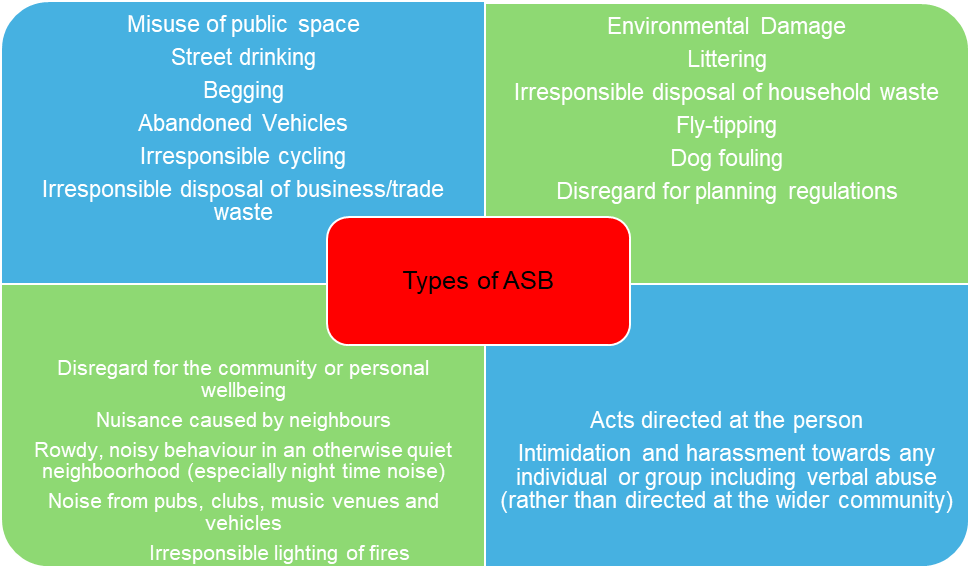 Misuse of public space
Street drinking
Begging
Abandoned Vehicles
Irresponsible cycling
Irresponsible disposal of business/trade
waste
Environmental Damage
Littering
Irresponsible disposal of household waste
Fly-tipping
Dog fouling
Disregard for planning regulations
Types of ASB
Disregard for the community or personal
wellbeing
Nuisance caused by neighbours
Rowdy, noisy behaviour in an otherwise quiet
neighboorhood (especially night time noise)
Noise from pubs, clubs, music venues and
vehicles
Irresponsible lighting of fires
Acts directed at the person
Intimidation and harassment towards any
individual or group including verbal abuse
(rather than directed at the wider community)